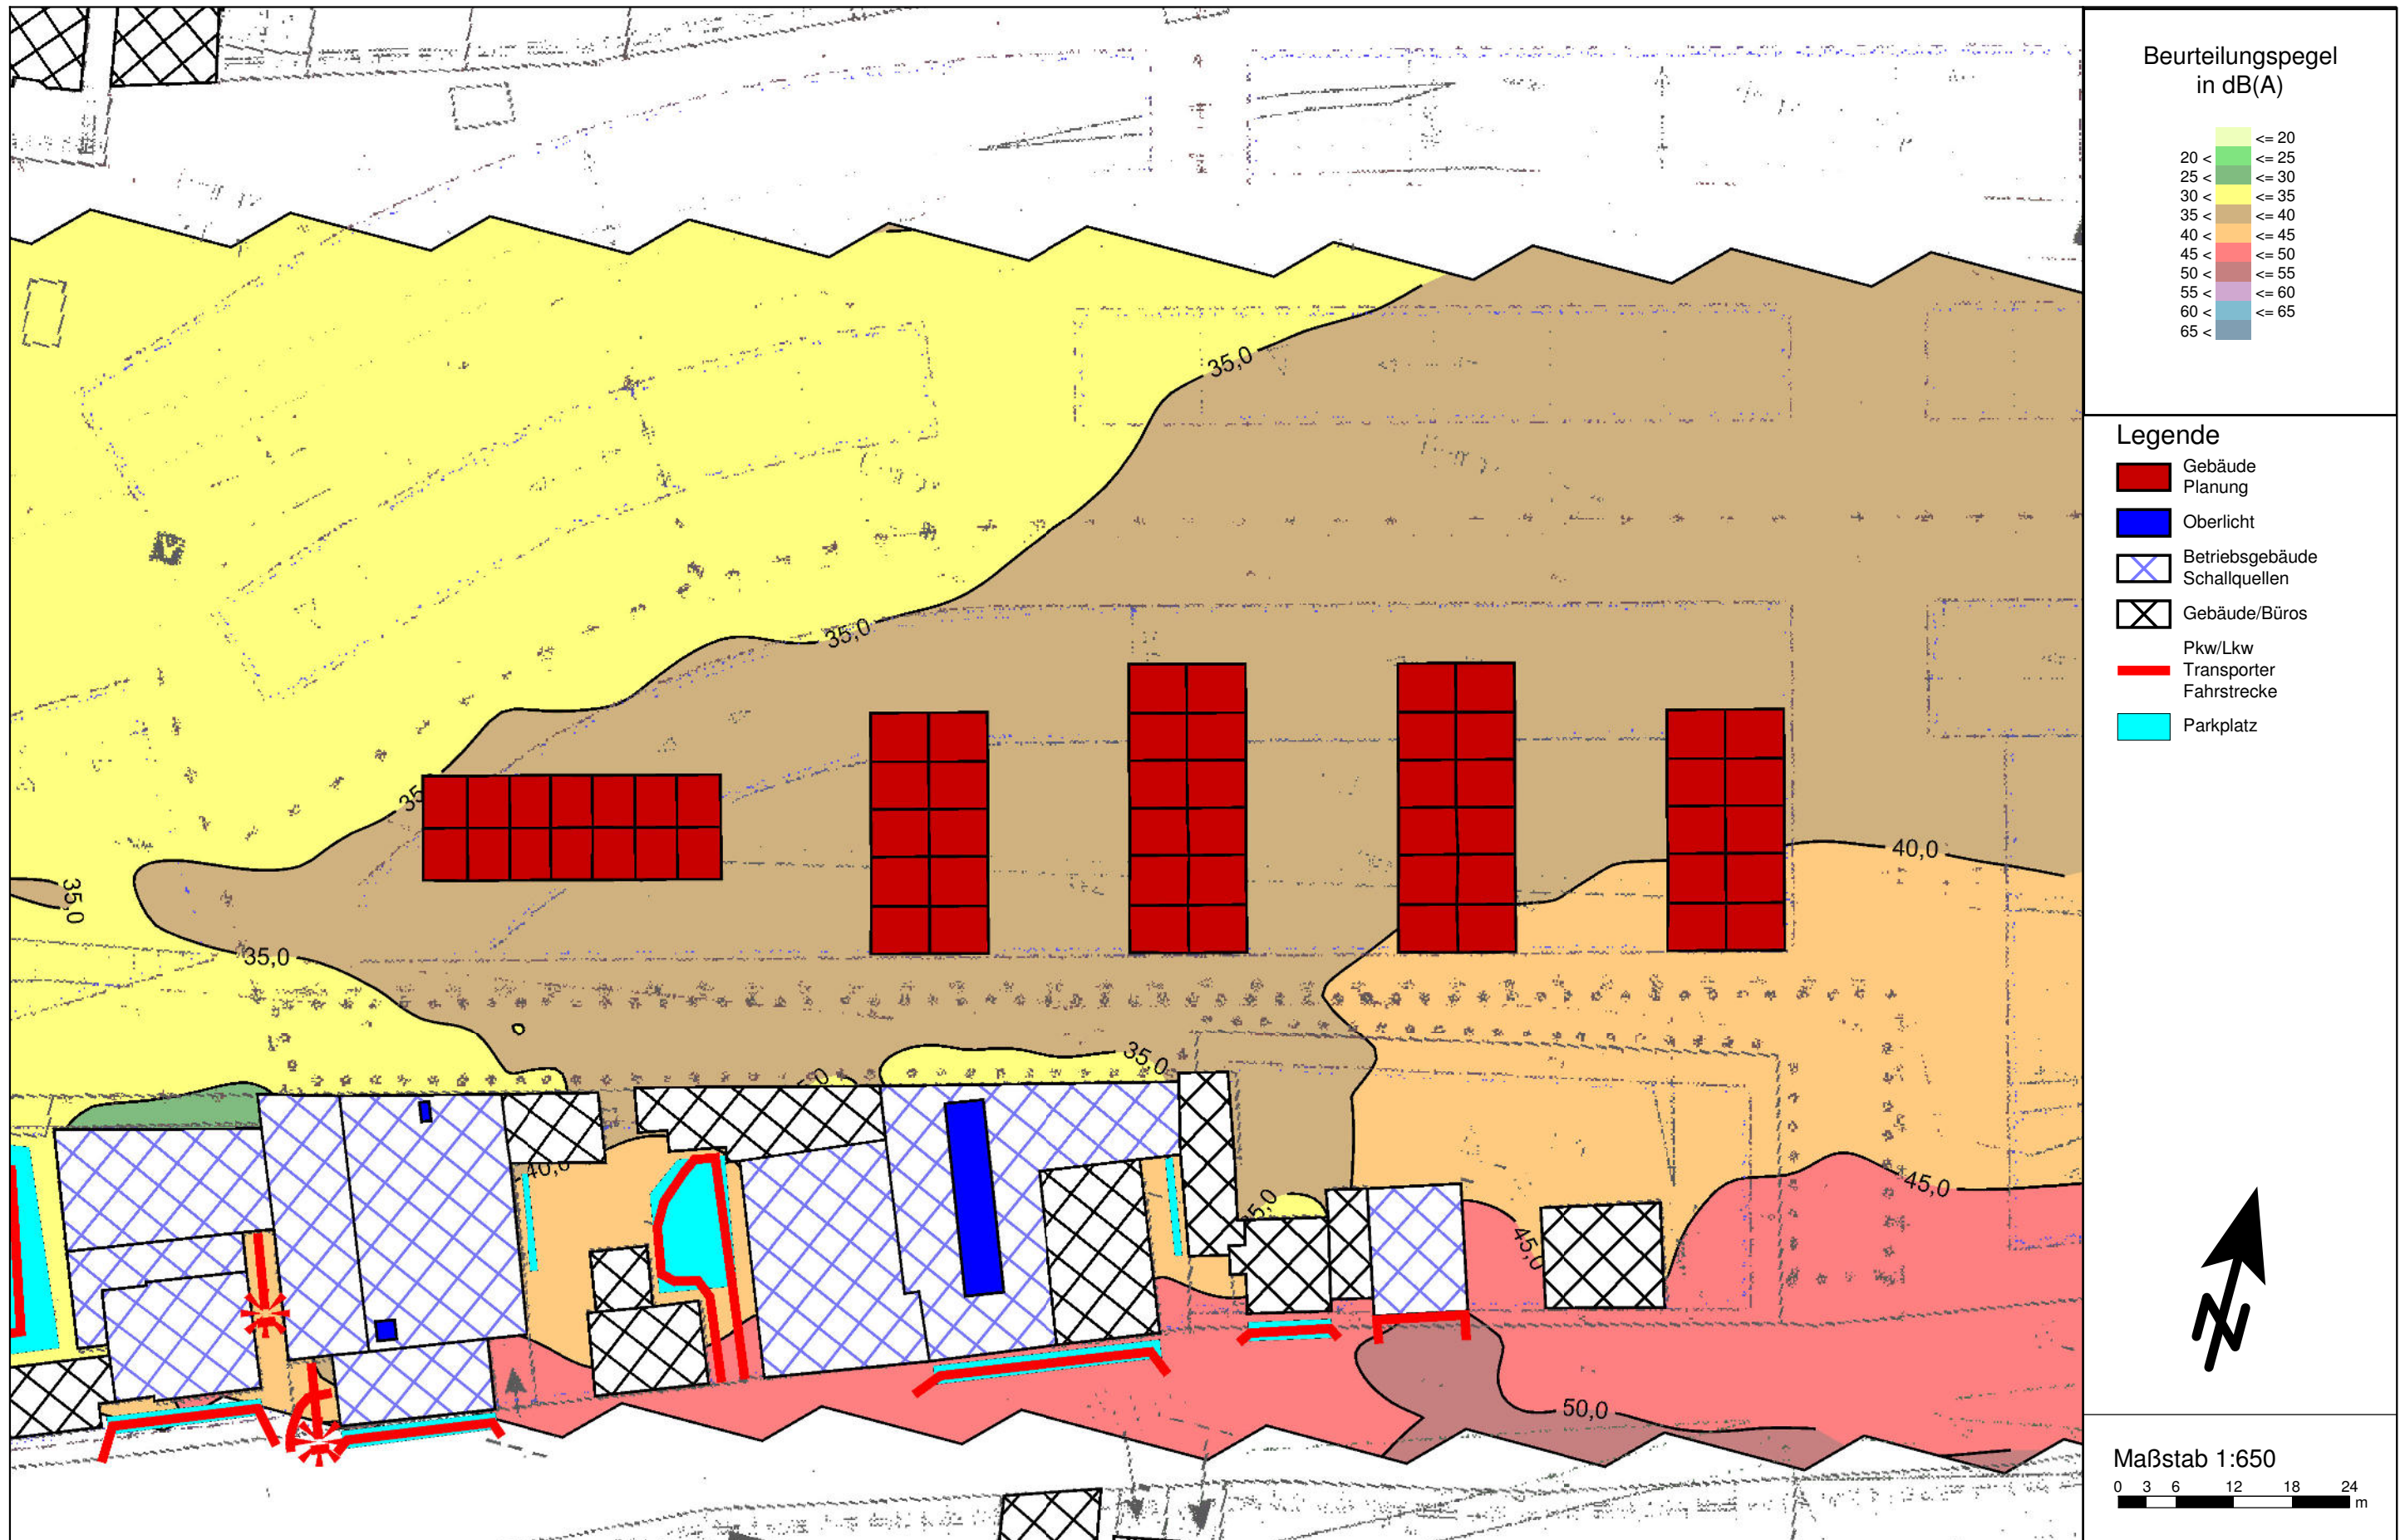 Beurteilungspegel
in dB(A)
<= 20
20 < <= 25
25 < <= 30
30 < <= 35
35 < <= 40
40 < <= 45
45 < <= 50
50 < <= 55
55 < <= 60
60 < <= 65
65 <
Legende
Gebäude
Planung
Oberlicht
Betriebsgebäude
Schallquellen
Gebäude/Büros
Pkw/Lkw
Transporter
Fahrstrecke
Parkplatz
35,0
35,0
35
40,0
35,0
35,0
35,0
45,0
45,0
50,0
N
Maßstab 1:650
0 3 6 12 18 24
m